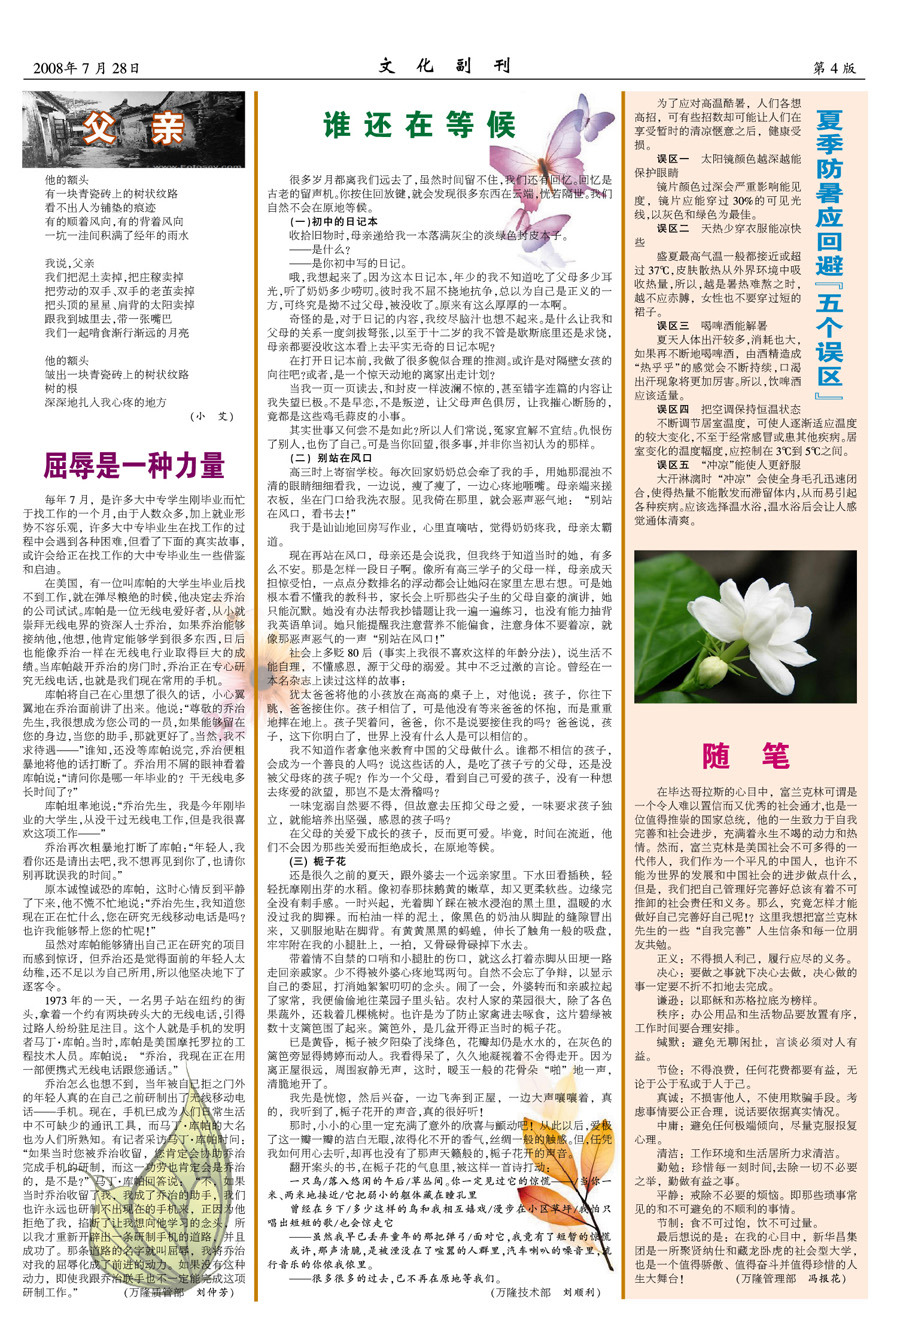 2008年 7 月 28日
文 化 副 刊
第 4 版
父 亲
他的额头
有一块青瓷砖上的树状纹路
看不出人为铺垫的痕迹
有的顺着风向,有的背着风向
一坑一洼间积满了经年的雨水
我说,父亲
我们把泥土卖掉,把庄稼卖掉
把劳动的双手、双手的老茧卖掉
把头顶的星星、肩背的太阳卖掉
跟我到城里去,带一张嘴巴
我们一起啃食渐行渐远的月亮
他的额头
皱出一块青瓷砖上的树状纹路
树的根
深深地扎人我心疼的地方
(小 艾)
屈辱是一种力量
每年 7 月，是许多大中专学生刚毕业而忙
于找工作的一个月,由于人数众多,加上就业形
势不容乐观，许多大中专毕业生在找工作的过
程中会遇到各种困难,但看了下面的真实故事，
或许会给正在找工作的大中专毕业生一些借鉴
和启迪。
在美国，有一位叫库帕的大学生毕业后找
不到工作,就在弹尽粮绝的时候,他决定去乔治
的公司试试。库帕是一位无线电爱好者,从小就
崇拜无线电界的资深人士乔治，如果乔治能够
接纳他,他想,他肯定能够学到很多东西,日后
也能像乔治一样在无线电行业取得巨大的成
绩。当库帕敲开乔治的房门时,乔治正在专心研
究无线电话,也就是我们现在常用的手机。
库帕将自己在心里想了很久的话，小心翼
翼地在乔治面前讲了出来。他说:“尊敬的乔治
先生,我很想成为您公司的一员,如果能够留在
您的身边,当您的助手,那就更好了。当然,我不
求待遇——”谁知,还没等库帕说完,乔治便粗
暴地将他的话打断了。乔治用不屑的眼神看着
库帕说:“请问你是哪一年毕业的？干无线电多
长时间了?”
库帕坦率地说:“乔治先生，我是今年刚毕
业的大学生,从没干过无线电工作,但是我很喜
欢这项工作——”
乔治再次粗暴地打断了库帕:“年轻人,我
看你还是请出去吧,我不想再见到你了,也请你
别再耽误我的时间。”
原本诚惶诚恐的库帕，这时心情反到平静
了下来,他不慌不忙地说:“乔治先生,我知道您
现在正在忙什么,您在研究无线移动电话是吗?
也许我能够帮上您的忙呢!”
虽然对库帕能够猜出自己正在研究的项目
而感到惊讶，但乔治还是觉得面前的年轻人太
幼稚,还不足以为自己所用,所以他坚决地下了
逐客令。
1973 年的一天，一名男子站在纽约的街
头,拿着一个约有两块砖头大的无线电话,引得
过路人纷纷驻足注目。这个人就是手机的发明
者马丁·库帕。当时,库帕是美国摩托罗拉的工
程技术人员。库帕说：“乔治，我现在正在用
一部便携式无线电话跟您通话。”
乔治怎么也想不到，当年被自己拒之门外
的年轻人真的在自己之前研制出了无线移动电
话——手机。现在，手机已成为人们日常生活
中不可缺少的通讯工具，而马丁·库帕的大名
也为人们所熟知。有记者采访马丁·库帕时问:
“如果当时您被乔治收留，您肯定会协助乔治
完成手机的研制，而这一功劳也肯定会是乔治
的，是不是?”马丁·库帕回答说：“不，如果
当时乔治收留了我，我成了乔治的助手，我们
也许永远也研制不出现在的手机来，正因为他
拒绝了我，掐断了让我想向他学习的念头，所
以我才重新开辟出一条研制手机的道路，并且
成功了。那条道路的名字就叫屈辱，我将乔治
对我的屈辱化成了前进的动力。如果没有这种
动力，即使我跟乔治联手也不一定能完成这项
研制工作。” (万隆质管部 刘仲芳)
谁还在等候
很多岁月都离我们远去了,虽然时间留不住,我们还有回忆。回忆是
古老的留声机。你按住回放键,就会发现很多东西在云端,恍若隔世。我们
自然不会在原地等候。
(一)初中的日记本
收拾旧物时,母亲递给我一本落满灰尘的淡绿色封皮本子。
——是什么?
——是你初中写的日记。
哦,我想起来了。因为这本日记本,年少的我不知道吃了父母多少耳
光,听了奶奶多少唠叨。彼时我不屈不挠地抗争,总以为自己是正义的一
方,可终究是拗不过父母,被没收了。原来有这么厚厚的一本啊。
奇怪的是,对于日记的内容,我绞尽脑汁也想不起来。是什么让我和
父母的关系一度剑拔弩张,以至于十二岁的我不管是歇斯底里还是求饶,
母亲都要没收这本看上去平实无奇的日记本呢?
在打开日记本前,我做了很多貌似合理的推测。或许是对隔壁女孩的
向往吧?或者,是一个惊天动地的离家出走计划?
当我一页一页读去,和封皮一样波澜不惊的,甚至错字连篇的内容让
我失望已极。不是早恋,不是叛逆，让父母声色俱厉，让我摧心断肠的,
竟都是这些鸡毛蒜皮的小事。
其实世事又何尝不是如此?所以人们常说,冤家宜解不宜结。仇恨伤
了别人,也伤了自己。可是当你回望,很多事,并非你当初认为的那样。
(二) 别站在风口
高三时上寄宿学校。每次回家奶奶总会牵了我的手，用她那混浊不
清的眼睛细细看我，一边说，瘦了瘦了，一边心疼地咂嘴。母亲端来搓
衣板，坐在门口给我洗衣服。见我倚在那里，就会恶声恶气地：“别站
在风口，看书去!”
我于是讪讪地回房写作业，心里直嘀咕，觉得奶奶疼我，母亲太霸
道。
现在再站在风口，母亲还是会说我，但我终于知道当时的她，有多
么不安。那是怎样一段日子啊。像所有高三学子的父母一样，母亲成天
担惊受怕，一点点分数排名的浮动都会让她闷在家里左思右想。可是她
根本看不懂我的教科书，家长会上听那些尖子生的父母自豪的演讲，她
只能沉默。她没有办法帮我抄错题让我一遍一遍练习，也没有能力抽背
我英语单词。她只能提醒我注意营养不能偏食，注意身体不要着凉，就
像那恶声恶气的一声“别站在风口!”
社会上多贬 80 后 (事实上我很不喜欢这样的年龄分法)，说生活不
能自理，不懂感恩，源于父母的溺爱。其中不乏过激的言论。曾经在一
本名杂志上读过这样的故事：
犹太爸爸将他的小孩放在高高的桌子上，对他说：孩子，你往下
跳，爸爸接住你。孩子相信了，可是他没有等来爸爸的怀抱，而是重重
地摔在地上。孩子哭着问，爸爸，你不是说要接住我的吗？爸爸说，孩
子，这下你明白了，世界上没有什么人是可以相信的。
我不知道作者拿他来教育中国的父母做什么。谁都不相信的孩子，
会成为一个善良的人吗？说这些话的人，是吃了孩子亏的父母，还是没
被父母疼的孩子呢？作为一个父母，看到自己可爱的孩子，没有一种想
去疼爱的欲望，那岂不是太滑稽吗?
一味宠溺自然要不得，但故意去压抑父母之爱，一味要求孩子独
立，就能培养出坚强，感恩的孩子吗?
在父母的关爱下成长的孩子，反而更可爱。毕竟，时间在流逝，他
们不会因为那些关爱而拒绝成长，在原地等候。
(三) 栀子花
还是很久之前的夏天，跟外婆去一个远亲家里。下水田看插秧，轻
轻抚摩刚出芽的水稻。像初春那抹鹅黄的嫩草，却又更柔软些。边缘完
全没有刺手感。一时兴起，光着脚丫踩在被水浸泡的黑土里，温暖的水
没过我的脚裸。而柏油一样的泥土，像黑色的奶油从脚趾的缝隙冒出
来，又驯服地贴在脚背。有黄黄黑黑的蚂蝗，伸长了触角一般的吸盘，
牢牢附在我的小腿肚上，一拍，又骨碌骨碌掉下水去。
带着情不自禁的口哨和小腿肚的伤口，就这么打着赤脚从田埂一路
走回亲戚家。少不得被外婆心疼地骂两句。自然不会忘了争辩，以显示
自己的委屈，打消她絮絮叨叨的念头。闹了一会，外婆转而和亲戚拉起
了家常，我便偷偷地往菜园子里头钻。农村人家的菜园很大，除了各色
果蔬外，还栽着几棵桃树。也许是为了防止家禽进去啄食，这片碧绿被
数十支篱笆围了起来。篱笆外，是几盆开得正当时的栀子花。
已是黄昏，栀子被夕阳染了浅绛色，花瓣却仍是水水的，在灰色的
篱笆旁显得娉婷而动人。我看得呆了，久久地凝视着不舍得走开。因为
离正屋很远，周围寂静无声，这时，暖玉一般的花骨朵“啪”地一声，
清脆地开了。
我先是恍惚，然后兴奋，一边飞奔到正屋，一边大声嚷嚷着，真
的，我听到了,栀子花开的声音,真的很好听!
那时,小小的心里一定充满了意外的欣喜与颤动吧！从此以后,爱极
了这一瓣一瓣的洁白无暇,浓得化不开的香气,丝绸一般的触感。但,任凭
我如何用心去听,却再也没有了那声天籁般的,栀子花开的声音。
翻开案头的书,在栀子花的气息里,被这样一首诗打动：
一只鸟/落入悠闲的午后/草丛间。你一定见过它的惊慌——/当你一
米、两米地接近/它把弱小的躯体藏在瞳孔里
曾经在乡下/多少这样的鸟和我相互嬉戏/漫步在小区草坪/我怕只
唱出短短的歌/也会惊走它
——虽然我早已丢弃童年的那把弹弓/面对它,我竟有了短暂的惊慌
或许,那声清脆,是被湮没在了喧嚣的人群里,汽车喇叭的噪音里,流
行音乐的你侬我侬里。
——很多很多的过去,已不再在原地等我们。
(万隆技术部 刘顺利)
夏季防暑应回避『五个误区』
为了应对高温酷暑，人们各想
高招，可有些招数却可能让人们在
享受暂时的清凉惬意之后，健康受
损。
误区一 太阳镜颜色越深越能
保护眼睛
镜片颜色过深会严重影响能见
度，镜片应能穿过 30%的可见光
线,以灰色和绿色为最佳。
误区二 天热少穿衣服能凉快
些
盛夏最高气温一般都接近或超
过 37℃,皮肤散热从外界环境中吸
收热量,所以,越是暑热难熬之时,
越不应赤膊，女性也不要穿过短的
裙子。
误区三 喝啤酒能解暑
夏天人体出汗较多,消耗也大,
如果再不断地喝啤酒，由酒精造成
“热乎乎”的感觉会不断持续,口渴
出汗现象将更加厉害。所以,饮啤酒
应该适量。
误区四 把空调保持恒温状态
不断调节居室温度，可使人逐渐适应温度
的较大变化,不至于经常感冒或患其他疾病。居
室变化的温度幅度,应控制在 3℃到 5℃之间。
误区五 “冲凉”能使人更舒服
大汗淋漓时“冲凉”会使全身毛孔迅速闭
合,使得热量不能散发而滞留体内,从而易引起
各种疾病。应该选择温水浴,温水浴后会让人感
觉通体清爽。
随 笔
在毕达哥拉斯的心目中，富兰克林可谓是
一个令人难以置信而又优秀的社会通才,也是一
位值得推崇的国家总统，他的一生致力于自我
完善和社会进步，充满着永生不竭的动力和热
情。然而，富兰克林是美国社会不可多得的一
代伟人，我们作为一个平凡的中国人，也许不
能为世界的发展和中国社会的进步做点什么，
但是，我们把自己管理好完善好总该有着不可
推卸的社会责任和义务。那么，究竟怎样才能
做好自己完善好自己呢!？这里我想把富兰克林
先生的一些“自我完善”人生信条和每一位朋
友共勉。
正义：不得损人利己，履行应尽的义务。
决心：要做之事就下决心去做，决心做的
事一定要不折不扣地去完成。
谦逊：以耶稣和苏格拉底为榜样。
秩序：办公用品和生活物品要放置有序，
工作时间要合理安排。
缄默：避免无聊闲扯，言谈必须对人有
益。
节俭：不得浪费，任何花费都要有益，无
论于公于私或于人于己。
真诚：不损害他人，不使用欺骗手段。考
虑事情要公正合理，说话要依据真实情况。
中庸：避免任何极端倾向，尽量克服报复
心理。
清洁：工作环境和生活居所力求清洁。
勤勉：珍惜每一刻时间,去除一切不必要
之举，勤做有益之事。
平静：戒除不必要的烦恼。即那些琐事常
见的和不可避免的不顺利的事情。
节制：食不可过饱，饮不可过量。
最后想说的是：在我的心目中，新华昌集
团是一所聚贤纳仕和藏龙卧虎的社会型大学，
也是一个值得骄傲、值得奋斗并值得珍惜的人
生大舞台! (万隆管理部 冯报花)